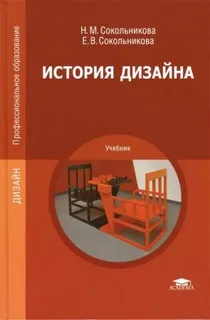 Н. М. Сокольникова
Е. В. Сокольникова
ИСТОРИЯ ДИЗАЙНА
Учебник
Профессиональное образование
ДИЗАЙН
ACADEMA